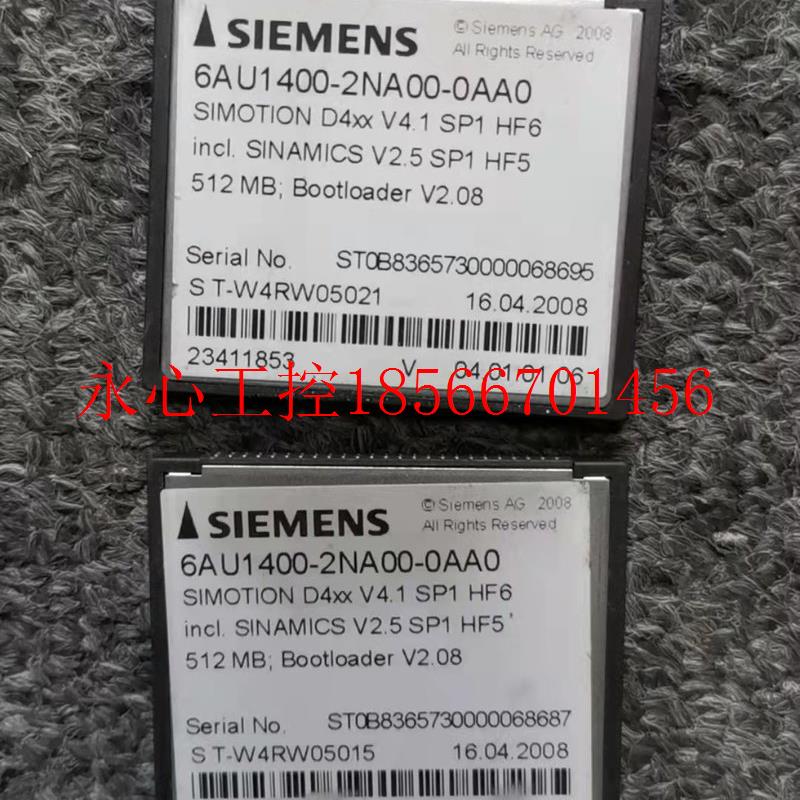 SIEMENS
© Siemens AG 2008
All Rights Reserved
6AU1400-2NA00-0AA0
SIMOTION D4xx V4.1 SP1 HF6
incl. SINAMICS V2.5 SP1 HF5
512 MB; Bootloader V2.08
Serial No. ST0B8365730000068695
S T-W4RW05021 16.04.2008
23411853 V 04.01.01.06
永心工控18566701456
SIEMENS
© Siemens AG 2008
All Rights Reserved
6AU1400-2NA00-0AA0
SIMOTION D4xx V4.1 SP1 HF6
incl. SINAMICS V2.5 SP1 HF5
512 MB; Bootloader V2.08
Serial No. ST0B8365730000068687
S T-W4RW05015 16.04.2008